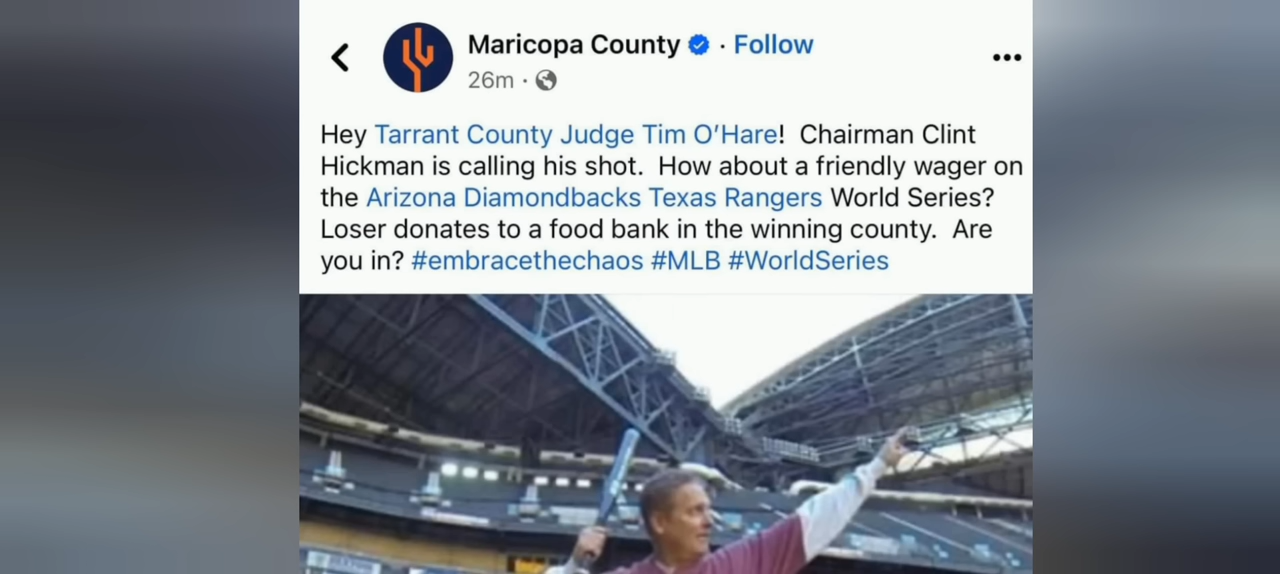 Maricopa County · Follow
26m ·
Hey Tarrant County Judge Tim O'Hare!  Chairman Clint
Hickman is calling his shot.  How about a friendly wager on
the Arizona Diamondbacks Texas Rangers World Series?
Loser donates to a food bank in the winning county.  Are
you in? #embracethechaos #MLB #WorldSeries